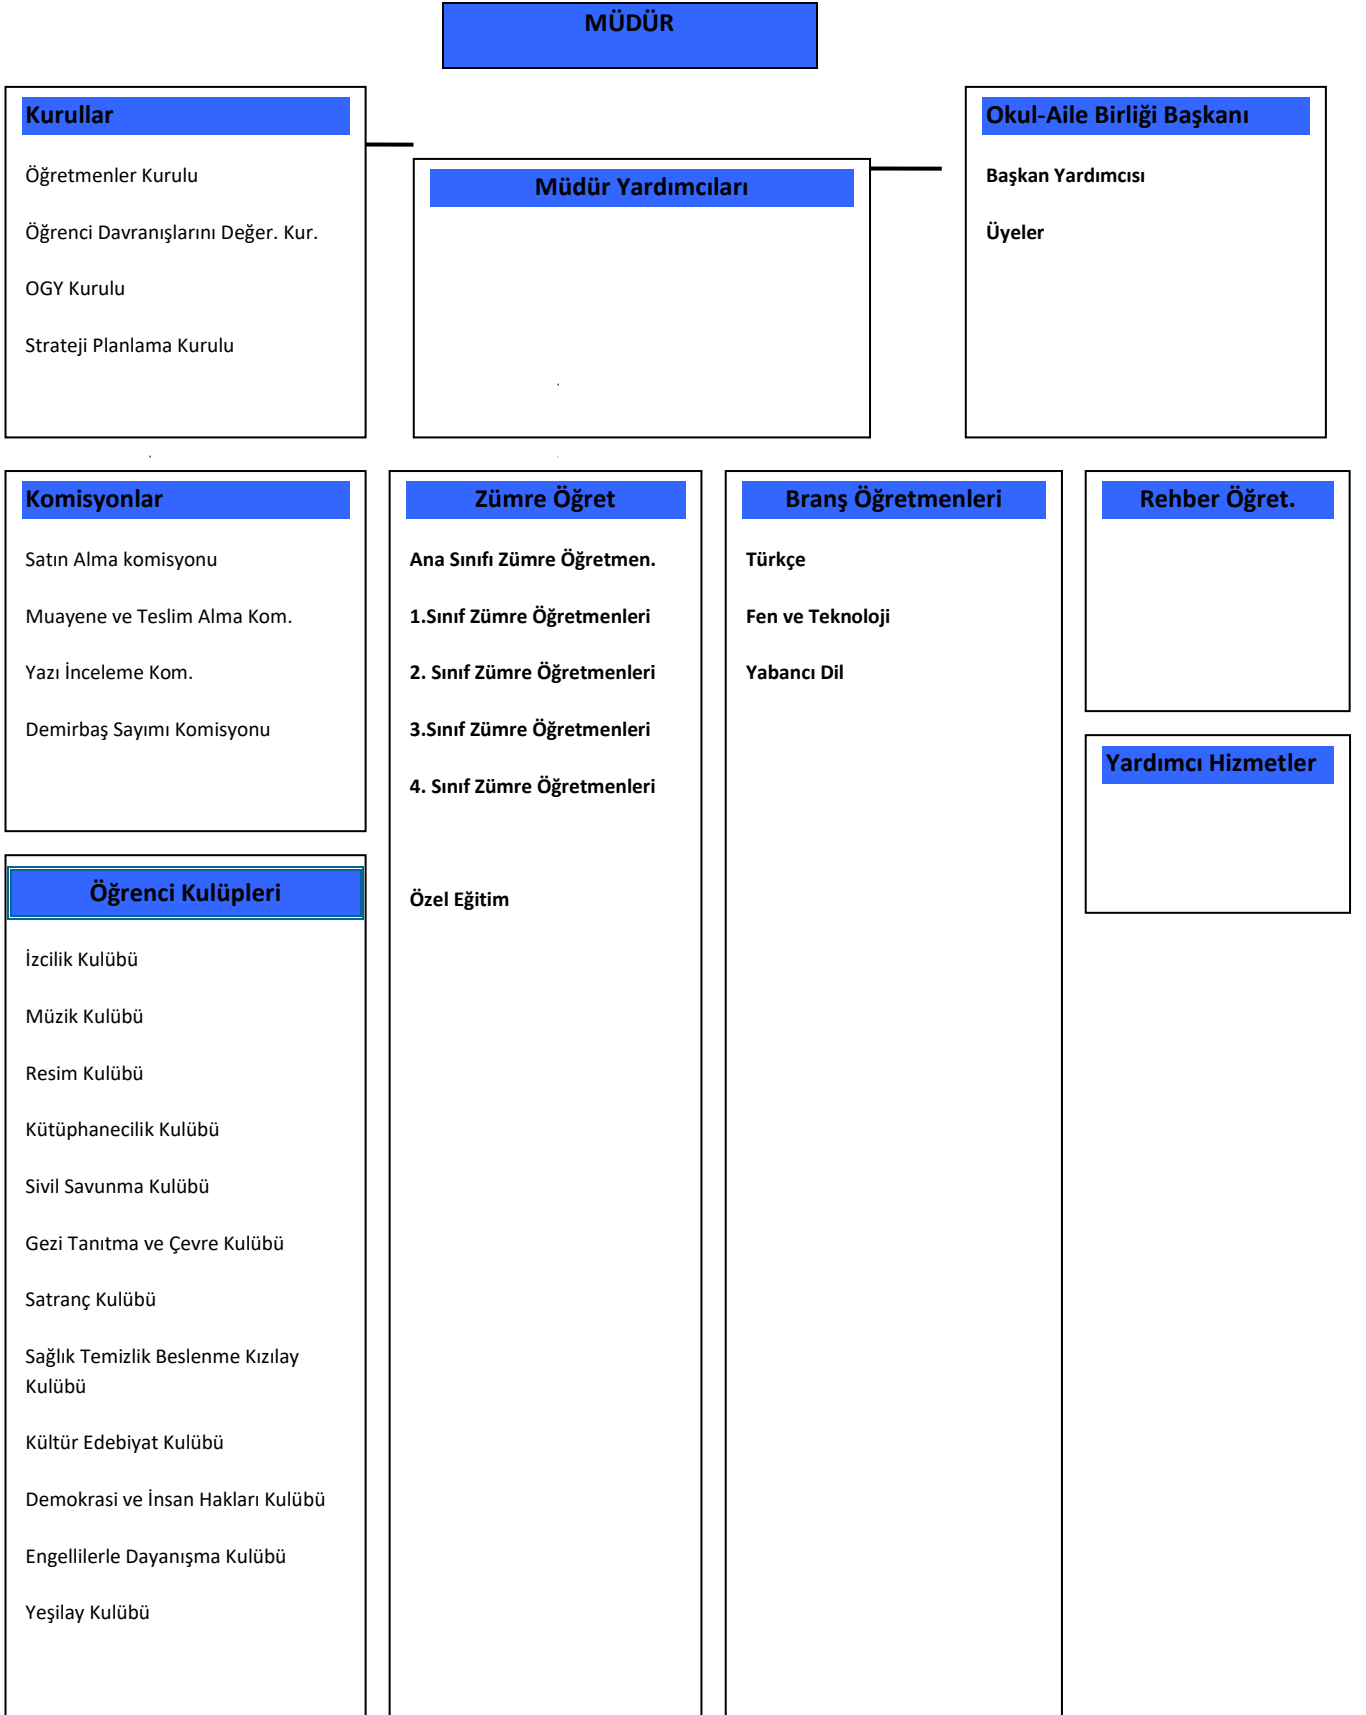 MÜDÜR
Kurullar
Öğretmenler Kurulu
Öğrenci Davranışlarını Değer. Kur.
OGY Kurulu
Strateji Planlama Kurulu
Müdür Yardımcıları
Okul-Aile Birliği Başkanı
Başkan Yardımcısı
Üyeler
Komisyonlar
Satın Alma komisyonu
Muayene ve Teslim Alma Kom.
Yazı İnceleme Kom.
Demirbaş Sayımı Komisyonu
Zümre Öğret
Ana Sınıfı Zümre Öğretmen.
1.Sınıf Zümre Öğretmenleri
2. Sınıf Zümre Öğretmenleri
3.Sınıf Zümre Öğretmenleri
4. Sınıf Zümre Öğretmenleri
Özel Eğitim
Branş Öğretmenleri
Türkçe
Fen ve Teknoloji
Yabancı Dil
Rehber Öğret.
Yardımcı Hizmetler
Öğrenci Kulüpleri
İzcilik Kulübü
Müzik Kulübü
Resim Kulübü
Kütüphanecilik Kulübü
Sivil Savunma Kulübü
Gezi Tanıtma ve Çevre Kulübü
Satranç Kulübü
Sağlık Temizlik Beslenme Kızılay
Kulübü
Kültür Edebiyat Kulübü
Demokrasi ve İnsan Hakları Kulübü
Engellilerle Dayanışma Kulübü
Yeşilay Kulübü